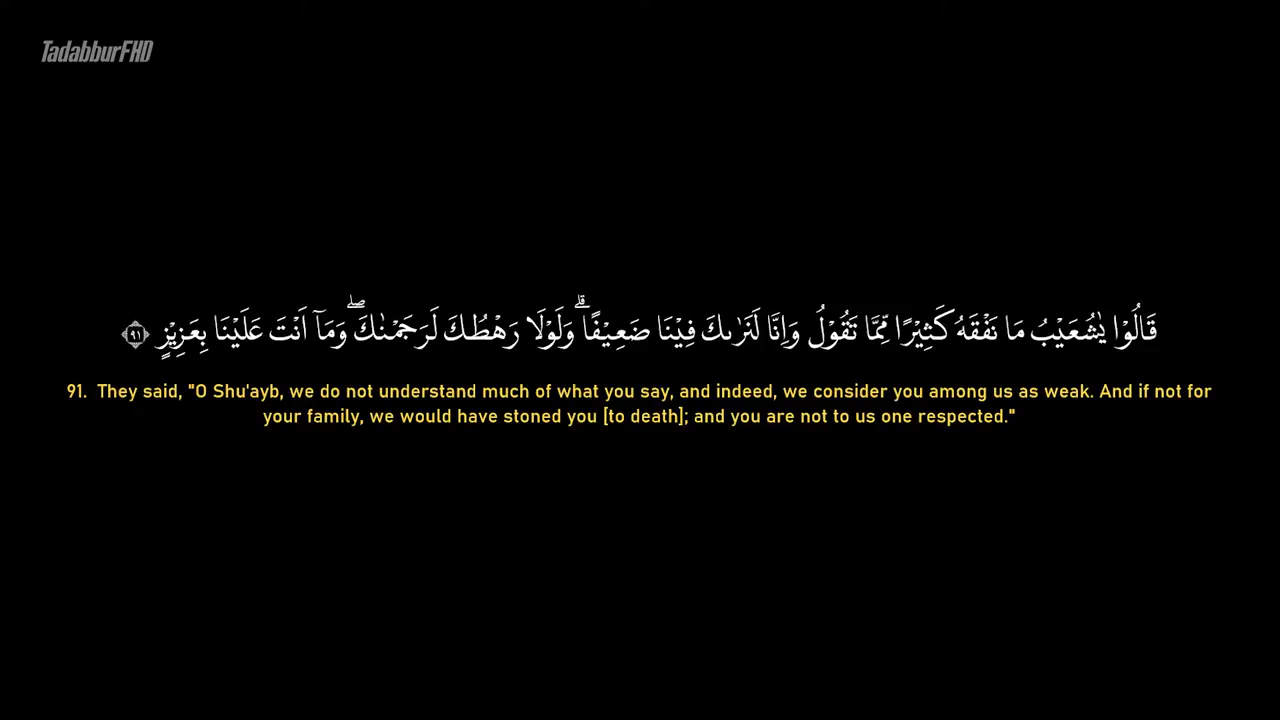 TadabburFHD
قَالُوْا يٰشُعَيْبُ مَا نَفْقَهُ كَثِيْرًا مِّمَّا تَقُوْلُ وَاِنَّا لَنَرٰىكَ فِيْنَا ضَعِيْفًا ۗوَلَوْلَا رَهْطُكَ لَرَجَمْنٰكَ ۖوَمَآ اَنْتَ عَلَيْنَا بِعَزِيْزٍ ٩١
91. They said, "O Shu'ayb, we do not understand much of what you say, and indeed, we consider you among us as weak. And if not for
your family, we would have stoned you [to death]; and you are not to us one respected."